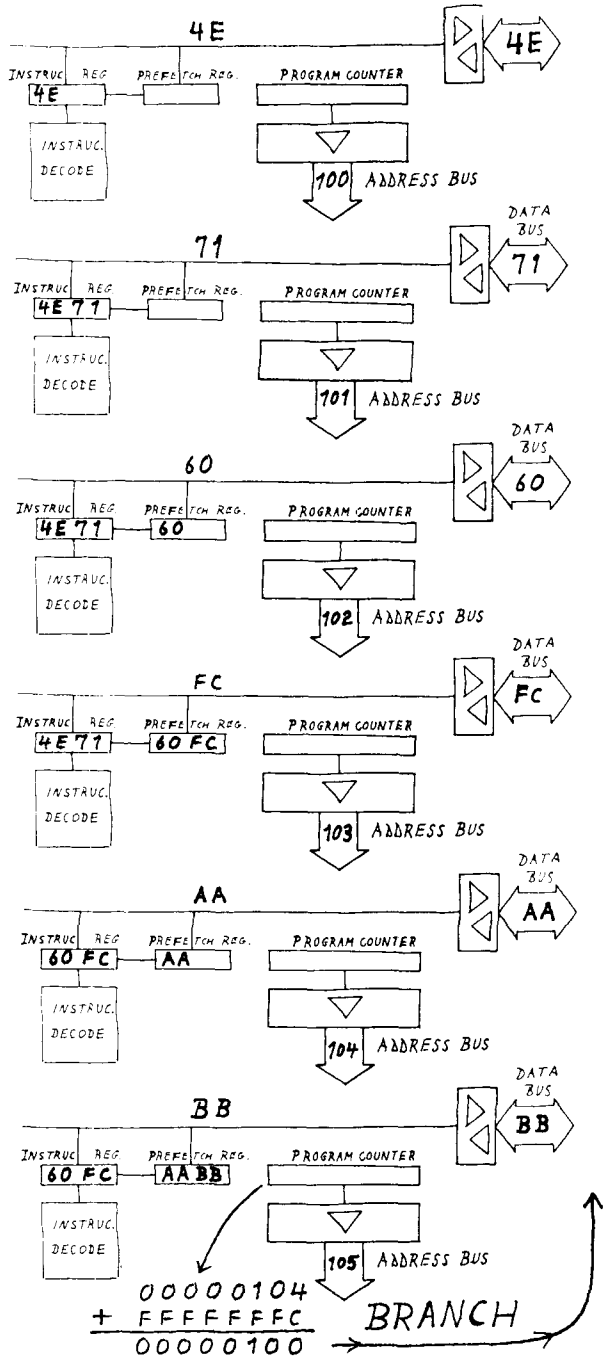 4E
4E
INSTRUC REG. PREFETCH REG. PROGRAM COUNTER
4E
INSTRUC. DECODE
100 ADDRESS BUS
DATA BUS
71
71
INSTRUC REG. PREFETCH REG. PROGRAM COUNTER
4E 71
INSTRUC. DECODE
101 ADDRESS BUS
DATA BUS
60
60
INSTRUC REG. PREFETCH REG. PROGRAM COUNTER
4E 71 60
INSTRUC. DECODE
102 ADDRESS BUS
DATA BUS
FC
FC
INSTRUC REG PREFETCH REG. PROGRAM COUNTER
4E 71 60 FC
INSTRUC. DECODE
103 ADDRESS BUS
DATA BUS
AA
AA
INSTRUC REG PREFETCH REG. PROGRAM COUNTER
60 FC AA
INSTRUC. DECODE
104 ADDRESS BUS
DATA BUS
BB
BB
INSTRUC REG. PREFETCH REG. PROGRAM COUNTER
60 FC AA BB
INSTRUC. DECODE
105 ADDRESS BUS
00000104
+ FFFFFFFC
00000100 BRANCH